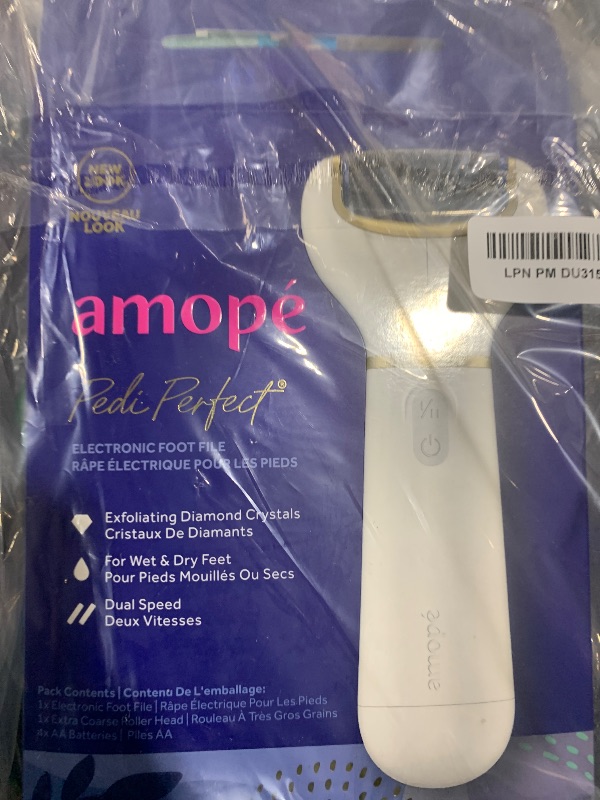 NEW
LOOK
NOUVEAU
LOOK
LPN PM DU315
amopé
Pedi Perfect®
ELECTRONIC FOOT FILE
RÂPE ÉLECTRIQUE POUR LES PIEDS
Exfoliating Diamond Crystals
Cristaux De Diamants
For Wet & Dry Feet
Pour Pieds Mouillés Ou Secs
Dual Speed
Deux Vitesses
amopé
Pack Contents | Contenu De L'emballage:
1x Electronic Foot File | Râpe Électrique Pour Les Pieds
1x Extra Coarse Roller Head | Rouleau À Très Gros Grains
4x AA Batteries | Piles AA